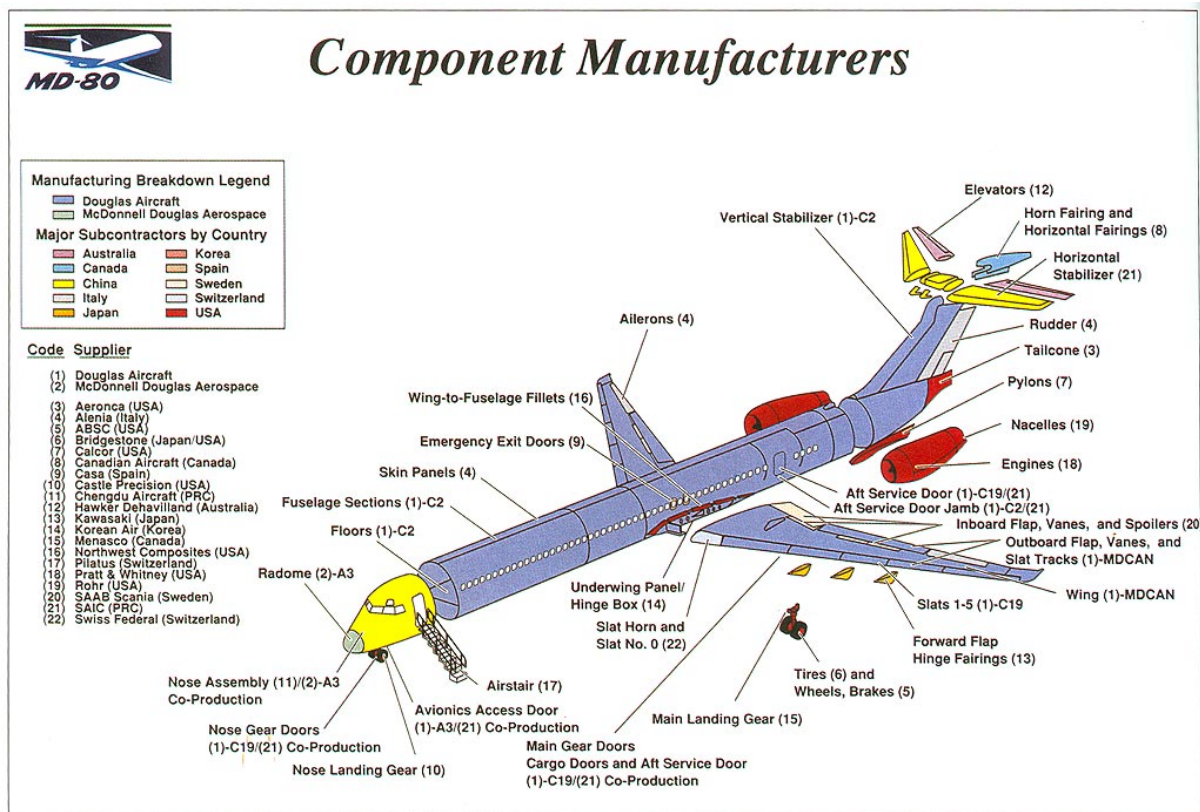 MD-80
Component Manufacturers
Manufacturing Breakdown Legend
Douglas Aircraft
McDonnell Douglas Aerospace
Major Subcontractors by Country
Australia
Canada
China
Italy
Japan
Korea
Spain
Sweden
Switzerland
USA
Code Supplier
(1) Douglas Aircraft
(2) McDonnell Douglas Aerospace
(3) Aeronca (USA)
(4) Alenia (Italy)
(5) ABSC (USA)
(6) Bridgestone (Japan/USA)
(7) Calcor (USA)
(8) Canadian Aircraft (Canada)
(9) Casa (Spain)
(10) Castle Precision (USA)
(11) Chengdu Aircraft (PRC)
(12) Hawker Dehavilland (Australia)
(13) Kawasaki (Japan)
(14) Korean Air (Korea)
(15) Menasco (Canada)
(16) Northwest Composites (USA)
(17) Pilatus (Switzerland)
(18) Pratt & Whitney (USA)
(19) Rohr (USA)
(20) SAAB Scania (Sweden)
(21) SAIC (PRC)
(22) Swiss Federal (Switzerland)
Elevators (12)
Vertical Stabilizer (1)-C2
Horn Fairing and
Horizontal Fairings (8)
Horizontal
Stabilizer (21)
Ailerons (4)
Rudder (4)
Tailcone (3)
Pylons (7)
Wing-to-Fuselage Fillets (16)
Nacelles (19)
Emergency Exit Doors (9)
Engines (18)
Skin Panels (4)
Aft Service Door (1)-C19/(21)
Fuselage Sections (1)-C2
Aft Service Door Jamb (1)-C2/(21)
Inboard Flap, Vanes, and Spoilers (20
Floors (1)-C2
Outboard Flap, Vanes, and
Slat Tracks (1)-MDCAN
Radome (2)-A3
Underwing Panel/
Hinge Box (14)
Wing (1)-MDCAN
Slats 1-5 (1)-C19
Slat Horn and
Slat No. 0 (22)
Forward Flap
Hinge Fairings (13)
Tires (6) and
Wheels, Brakes (5)
Nose Assembly (11)/(2)-A3
Co-Production
Airstair (17)
Avionics Access Door
(1)-A3/(21) Co-Production
Main Landing Gear (15)
Nose Gear Doors
(1)-C19/(21) Co-Production
Main Gear Doors
Cargo Doors and Aft Service Door
(1)-C19/(21) Co-Production
Nose Landing Gear (10)